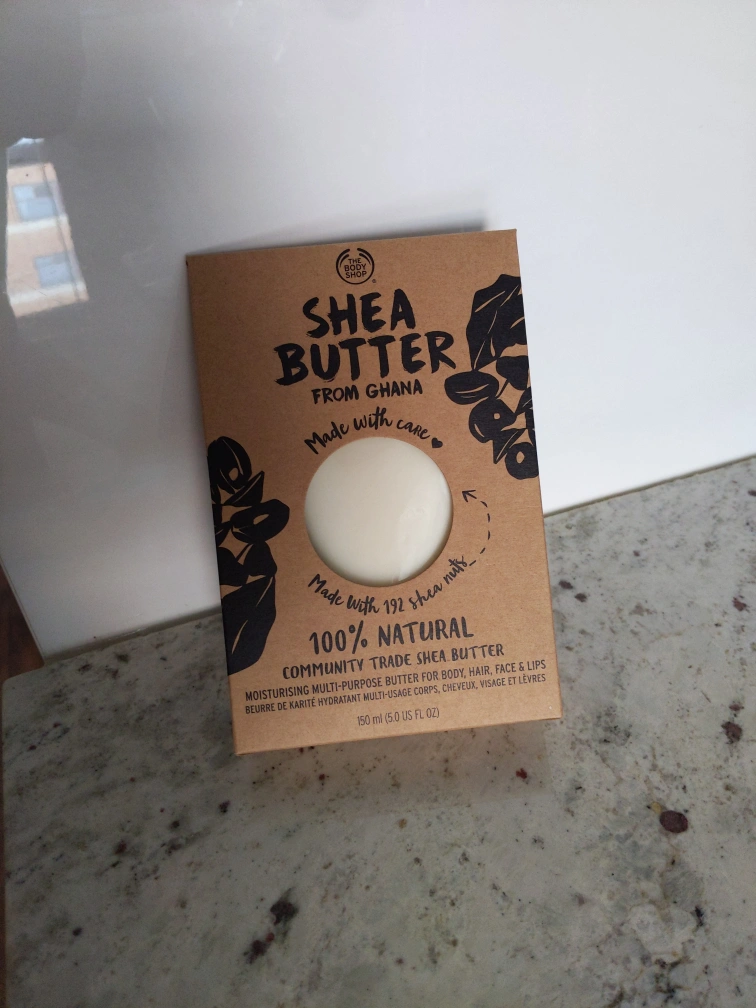 THE
BODY
SHOP
®
SHEA
BUTTER
FROM GHANA
Made with care
Made with 192 shea nuts
100% NATURAL
COMMUNITY TRADE SHEA BUTTER
MOISTURISING MULTI-PURPOSE BUTTER FOR BODY, HAIR, FACE & LIPS
BEURRE DE KARITÉ HYDRATANT MULTI-USAGE CORPS, CHEVEUX, VISAGE ET LÈVRES
150 ml (5.0 US FL OZ)